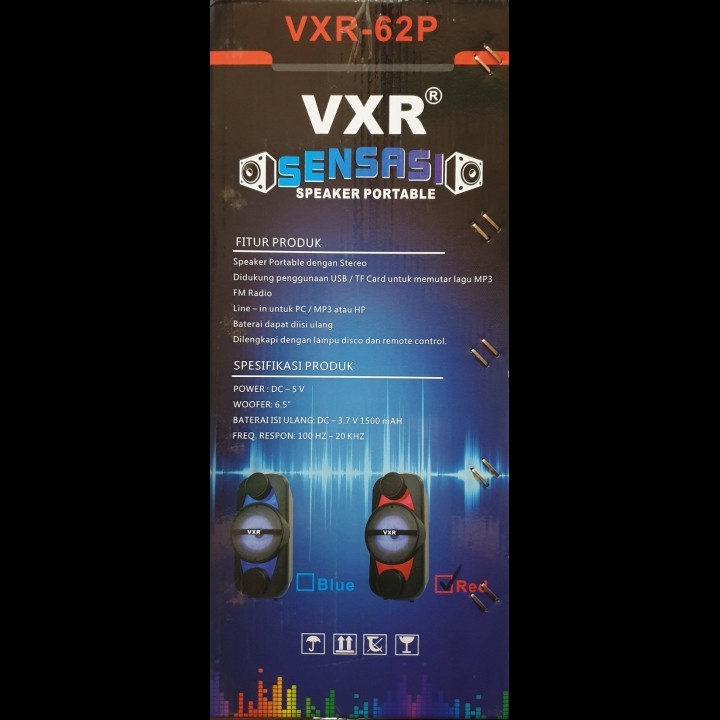 VXR-62P
VXR®
SENSASI
SPEAKER PORTABLE
FITUR PRODUK
Speaker Portable dengan Stereo
Didukung penggunaan USB / TF Card untuk memutar lagu MP3
FM Radio
Line – in untuk PC / MP3 atau HP
Baterai dapat diisi ulang
Dilengkapi dengan lampu disco dan remote control.
SPESIFIKASI PRODUK
POWER : DC – 5 V
WOOFER: 6.5"
BATERAI ISI ULANG: DC – 3.7 V 1500 mAH
FREQ. RESPON: 100 HZ – 20 KHZ
VXR
VXR
Blue
Red